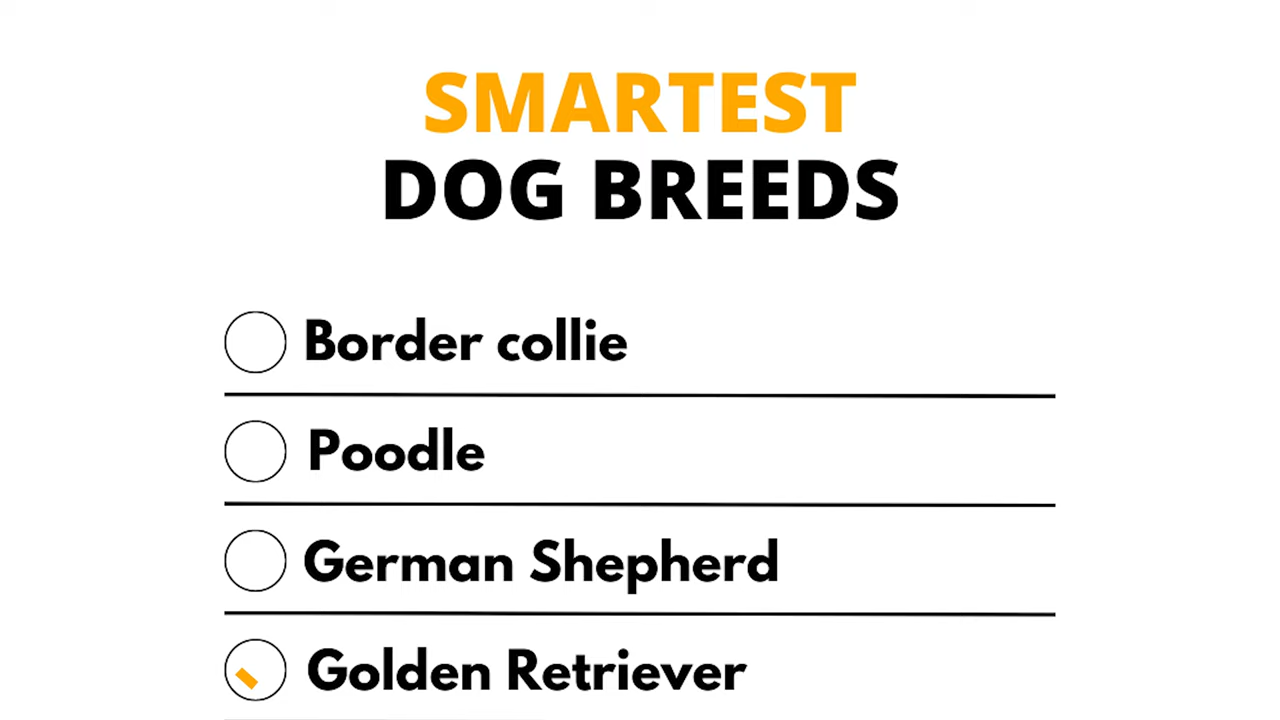 SMARTEST
DOG BREEDS
Border collie
Poodle
German Shepherd
Golden Retriever